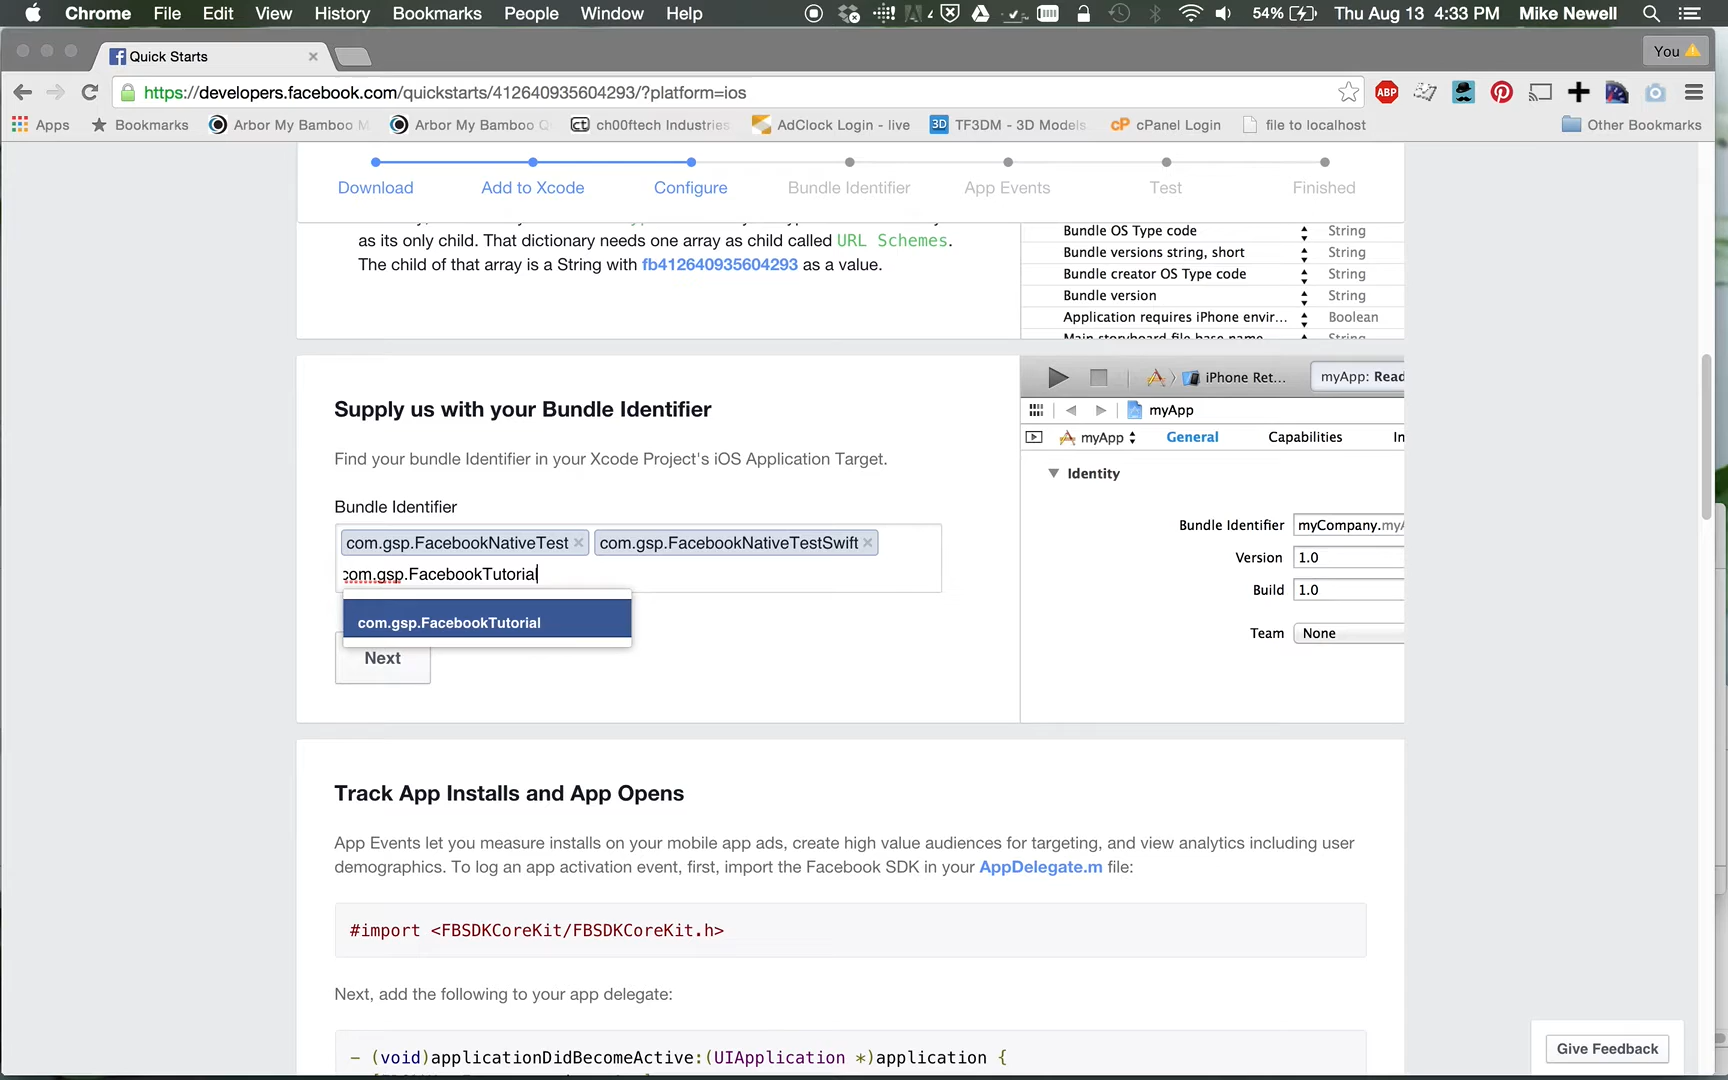 Chrome File Edit View History Bookmarks People Window Help 54% Thu Aug 13 4:33 PM Mike Newell
Quick Starts
You
https://developers.facebook.com/quickstarts/412640935604293/?platform=ios
Apps Bookmarks Arbor My Bamboo Arbor My Bamboo ch00ftech Industries AdClock Login - live TF3DM - 3D Models cPanel Login file to localhost Other Bookmarks
Download Add to Xcode Configure Bundle Identifier App Events Test Finished
as its only child. That dictionary needs one array as child called URL Schemes.
The child of that array is a String with fb412640935604293 as a value.
Bundle OS Type code String
Bundle versions string, short String
Bundle creator OS Type code String
Bundle version String
Application requires iPhone envir... Boolean
Main storyboard file base name
Supply us with your Bundle Identifier
Find your bundle Identifier in your Xcode Project's iOS Application Target.
Bundle Identifier
com.gsp.FacebookNativeTest × com.gsp.FacebookNativeTestSwift ×
com.gsp.FacebookTutorial
com.gsp.FacebookTutorial
Next
iPhone Ret... myApp: Read
myApp
myApp General Capabilities In
Identity
Bundle Identifier myCompany.myA
Version 1.0
Build 1.0
Team None
Track App Installs and App Opens
App Events let you measure installs on your mobile app ads, create high value audiences for targeting, and view analytics including user
demographics. To log an app activation event, first, import the Facebook SDK in your AppDelegate.m file:
#import <FBSDKCoreKit/FBSDKCoreKit.h>
Next, add the following to your app delegate:
- (void)applicationDidBecomeActive:(UIApplication *)application {
Give Feedback